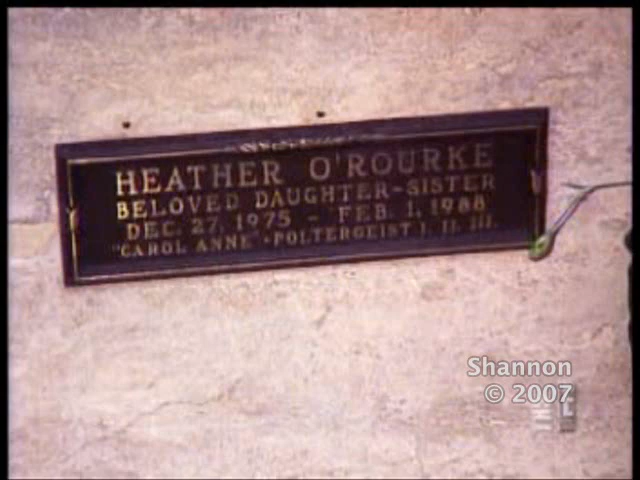 HEATHER O'ROURKE
BELOVED DAUGHTER-SISTER
DEC. 27, 1975 - FEB. 1, 1988
"CAROL ANNE" - POLTERGEIST I. II. III.
Shannon
© 2007